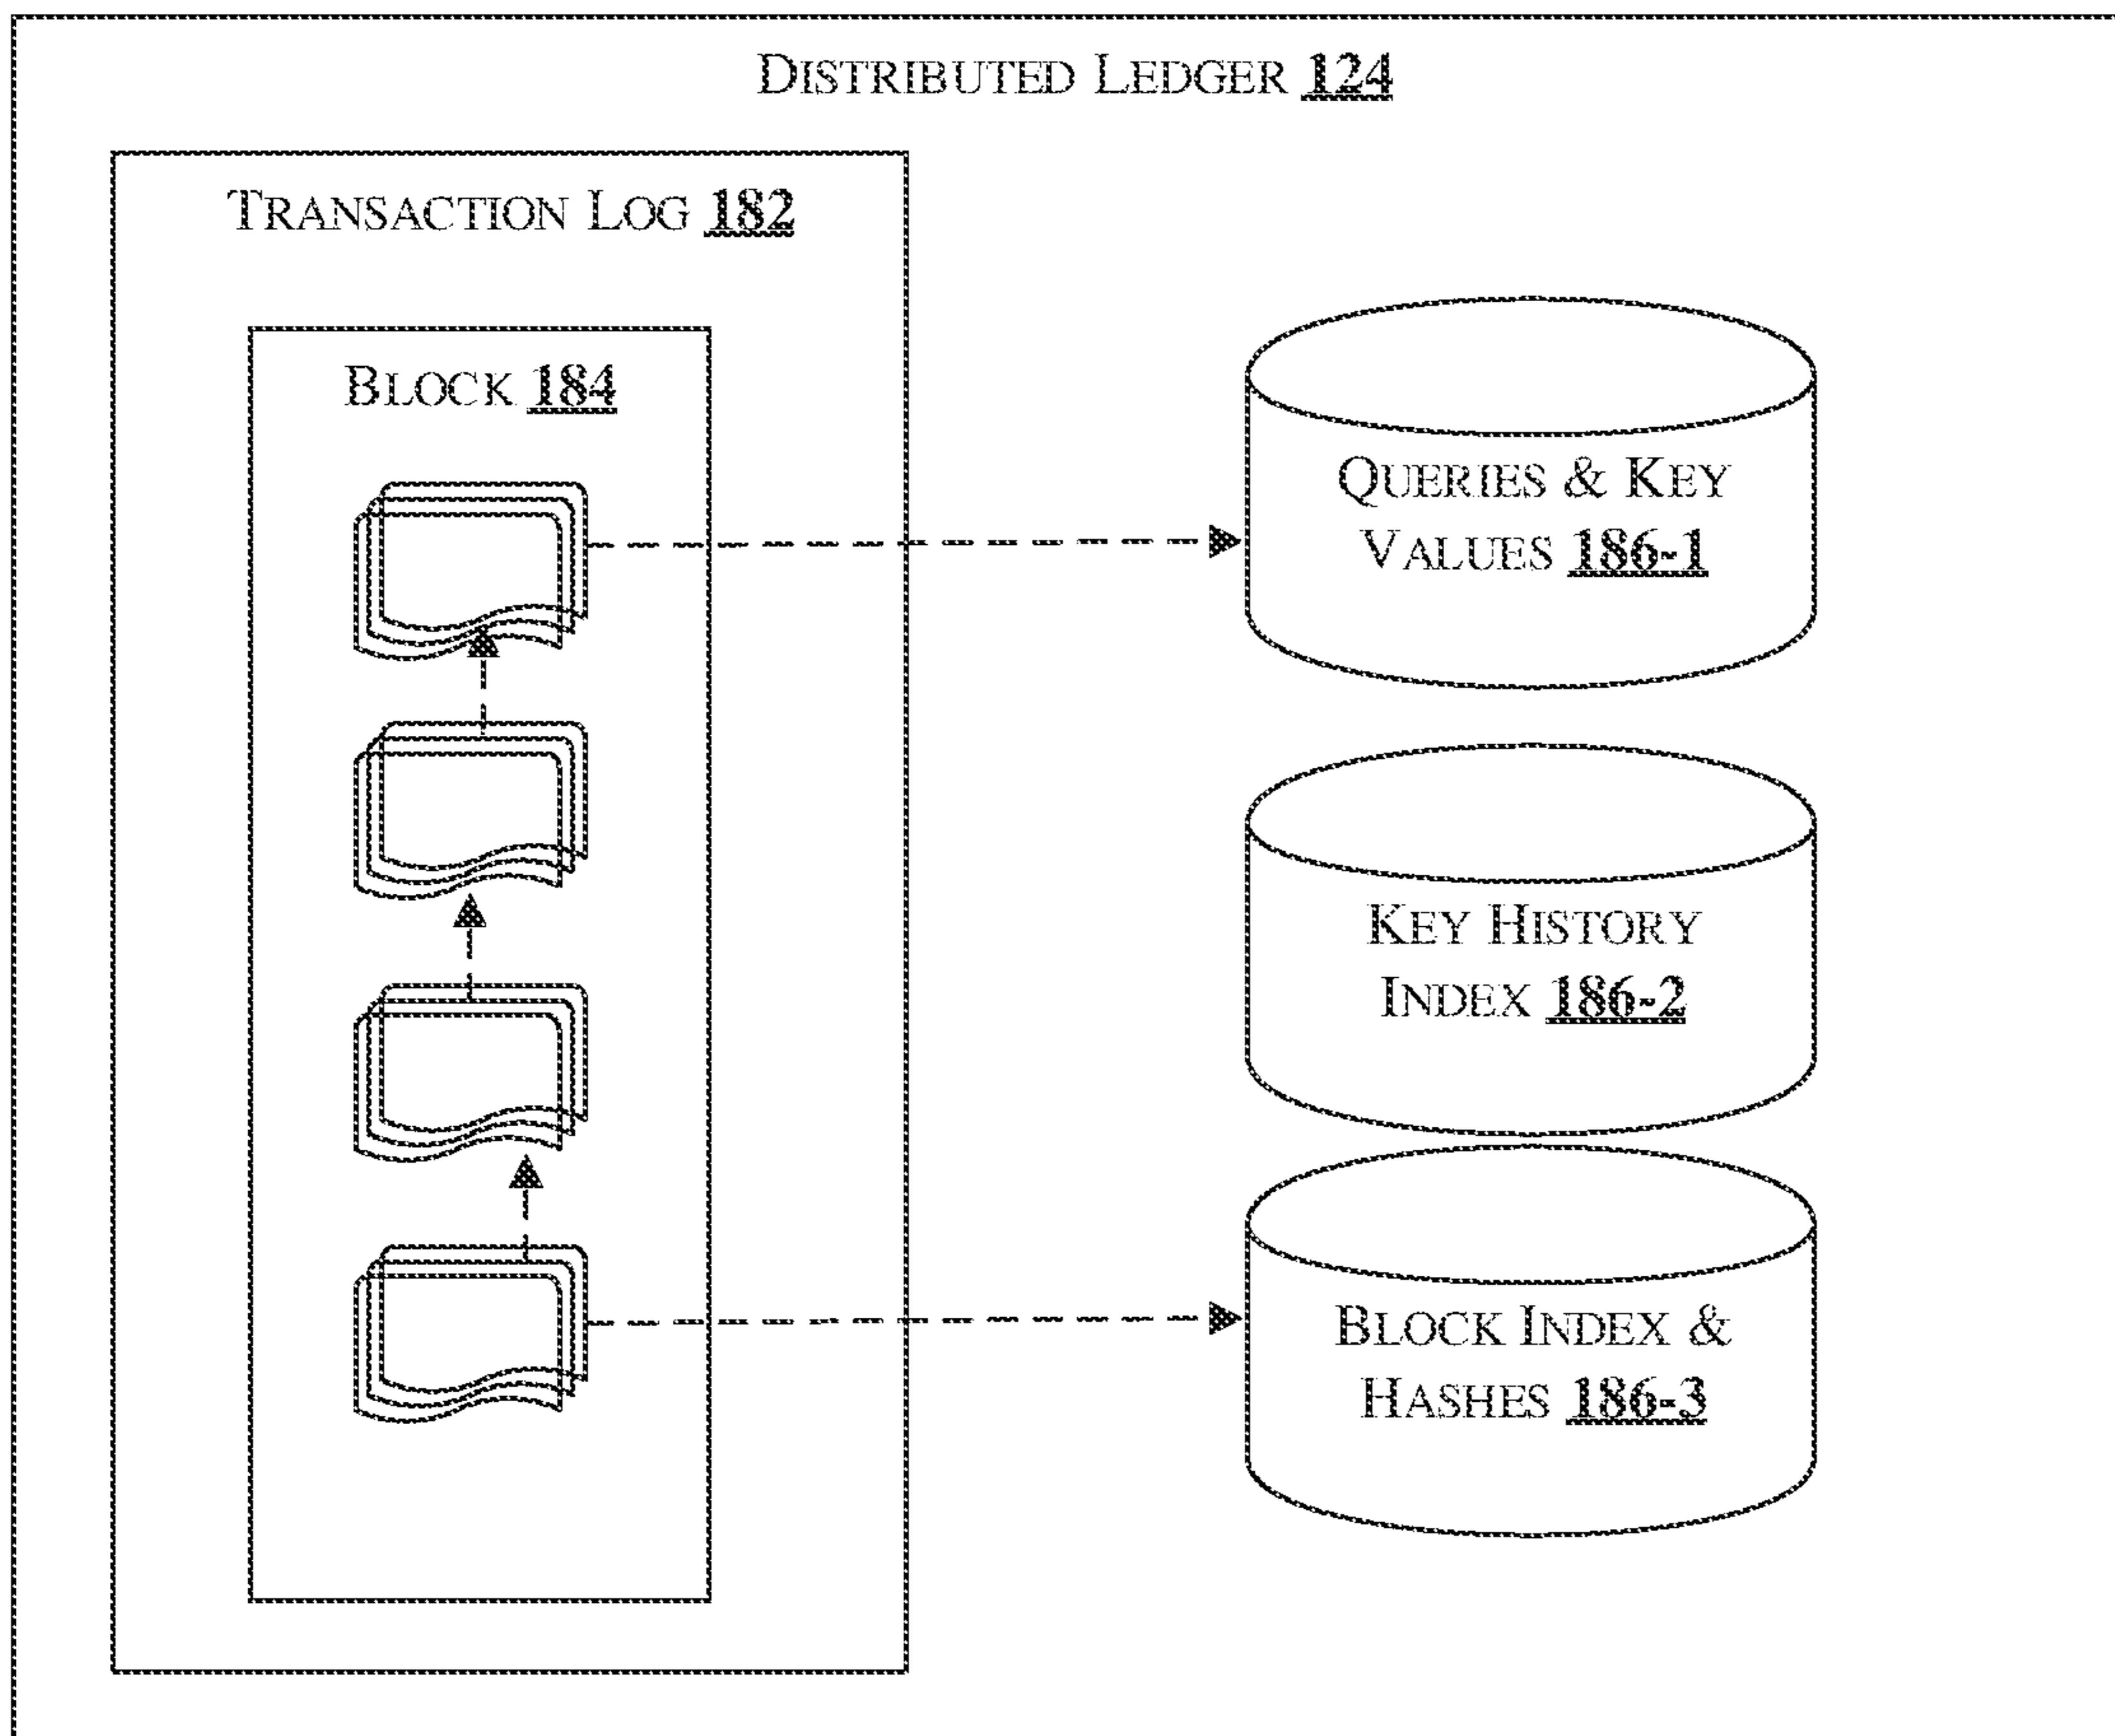 DISTRIBUTED LEDGER 124
TRANSACTION LOG 182
BLOCK 184
QUERIES & KEY
VALUES 186-1
KEY HISTORY
INDEX 186-2
BLOCK INDEX &
HASHES 186-3